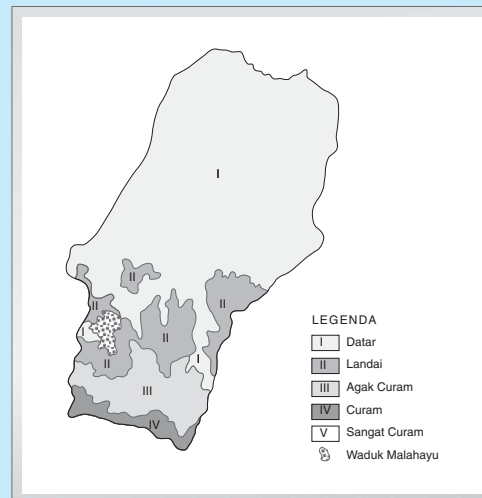 I
II
II
II
I
II
I
II
III
IV
LEGENDA
I Datar
II Landai
III Agak Curam
IV Curam
V Sangat Curam
Waduk Malahayu